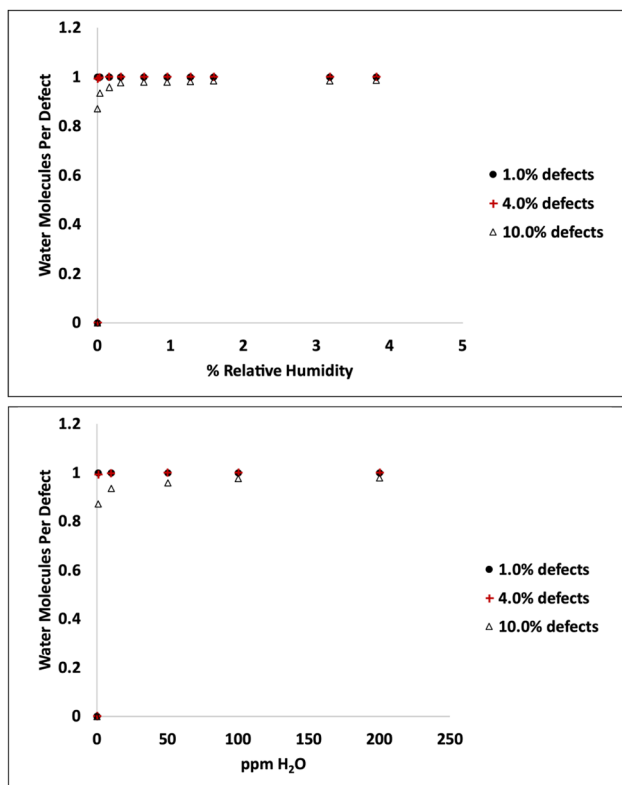 1.2
1
0.8
0.6
0.4
0.2
0
Water Molecules Per Defect
0 1 2 3 4 5
% Relative Humidity
1.0% defects
4.0% defects
10.0% defects
1.2
1
0.8
0.6
0.4
0.2
0
Water Molecules Per Defect
0 50 100 150 200 250
ppm H₂O
1.0% defects
4.0% defects
10.0% defects